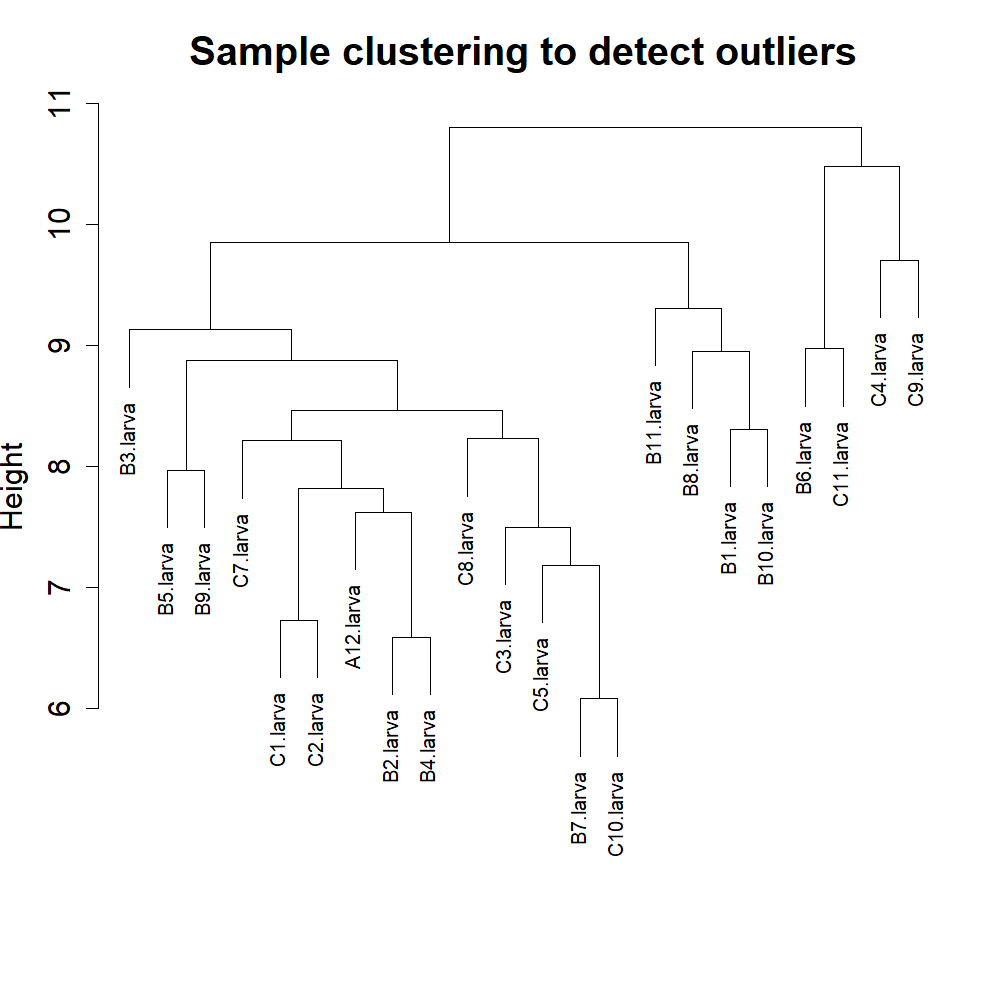 Sample clustering to detect outliers
Height
11
10
9
8
7
6
B3.larva
B5.larva
B9.larva
C7.larva
C1.larva
C2.larva
A12.larva
B2.larva
B4.larva
C8.larva
C3.larva
C5.larva
B7.larva
C10.larva
B11.larva
B8.larva
B1.larva
B10.larva
B6.larva
C11.larva
C4.larva
C9.larva